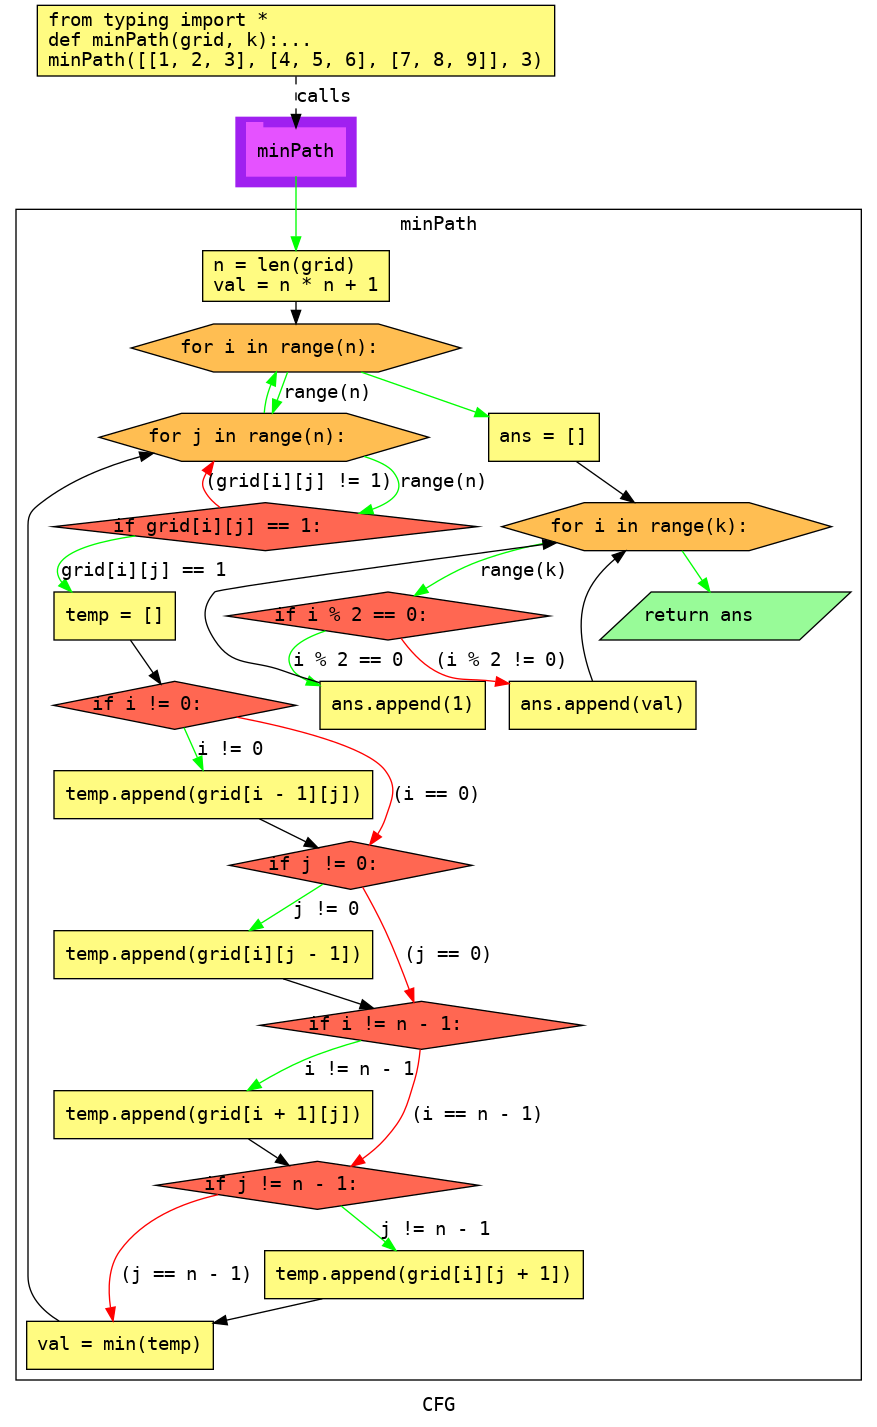 from typing import *
def minPath(grid, k):...
minPath([[1, 2, 3], [4, 5, 6], [7, 8, 9]], 3)
calls
minPath
minPath
n = len(grid)
val = n * n + 1
for i in range(n):
range(n)
for j in range(n):
ans = []
(grid[i][j] != 1)
range(n)
if grid[i][j] == 1:
for i in range(k):
grid[i][j] == 1
range(k)
temp = []
if i % 2 == 0:
return ans
i % 2 == 0
(i % 2 != 0)
if i != 0:
ans.append(1)
ans.append(val)
i != 0
temp.append(grid[i - 1][j])
(i == 0)
if j != 0:
j != 0
temp.append(grid[i][j - 1])
(j == 0)
if i != n - 1:
i != n - 1
temp.append(grid[i + 1][j])
(i == n - 1)
if j != n - 1:
j != n - 1
(j == n - 1)
temp.append(grid[i][j + 1])
val = min(temp)
CFG